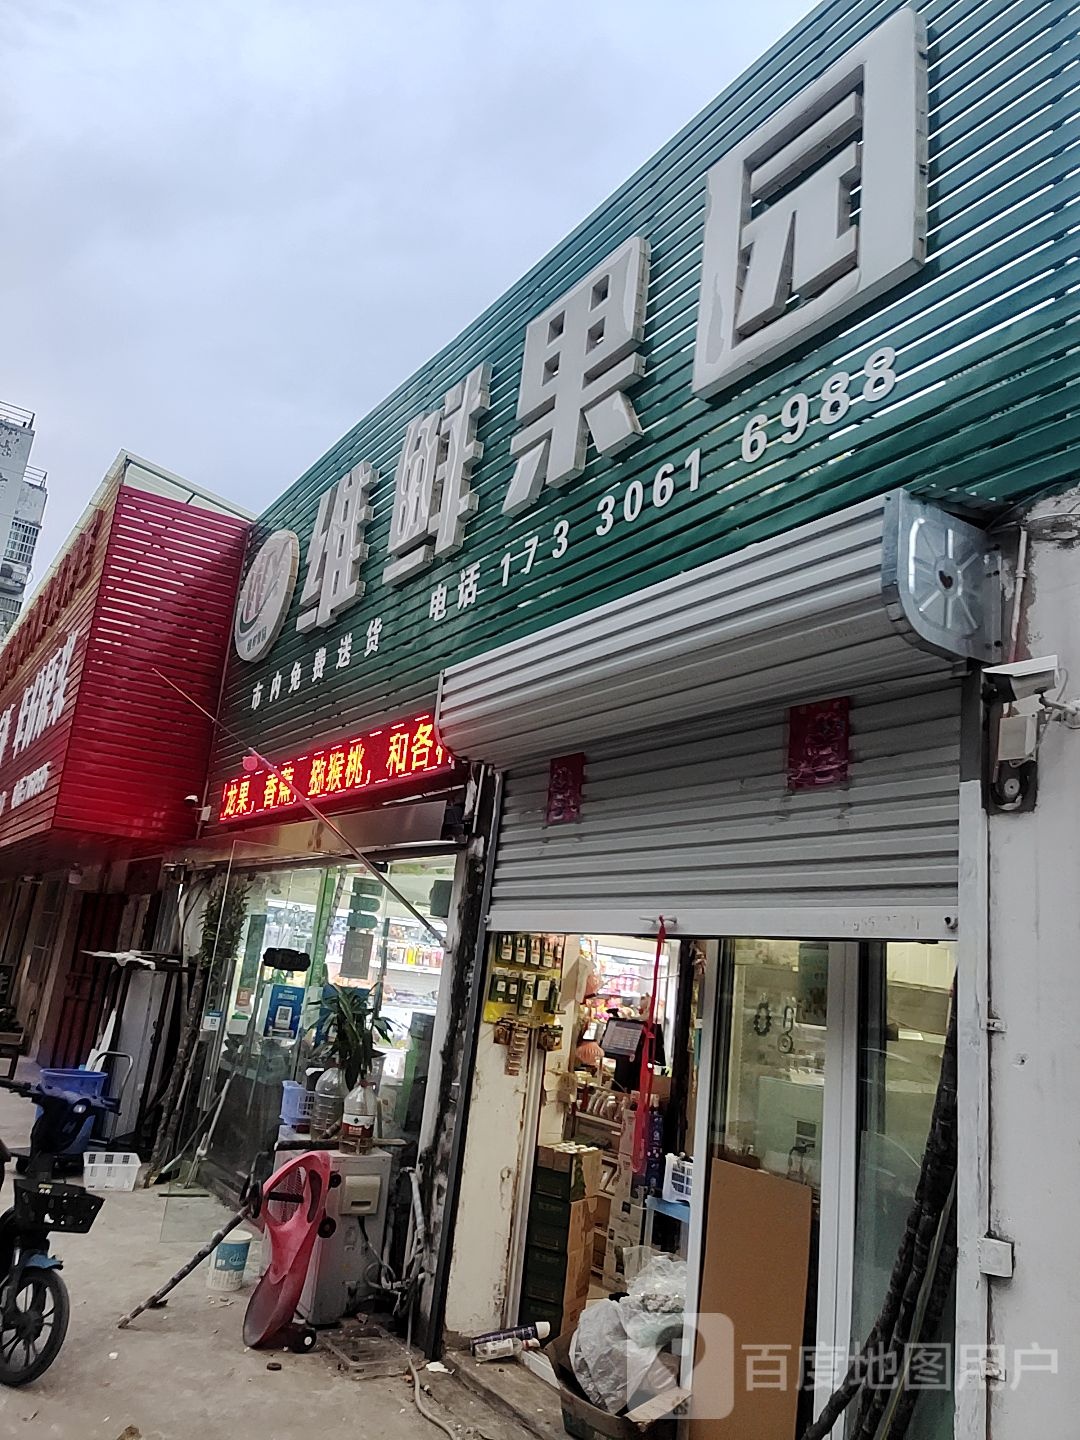 维鲜果园
市内免费送货 电话 173 3061 6988
龙果，香蕉，猕猴桃，和各
百度地图用户